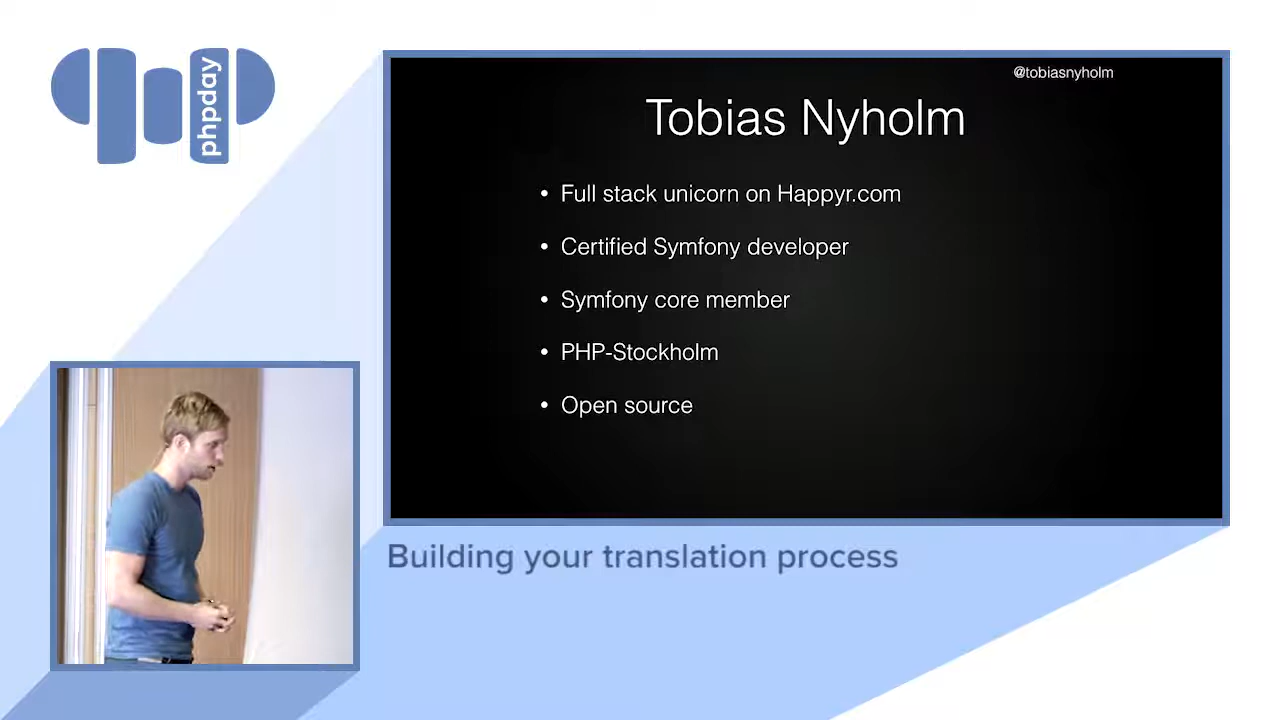 phpday
@tobiasnyholm
Tobias Nyholm
• Full stack unicorn on Happyr.com
• Certified Symfony developer
• Symfony core member
• PHP-Stockholm
• Open source
Building your translation process